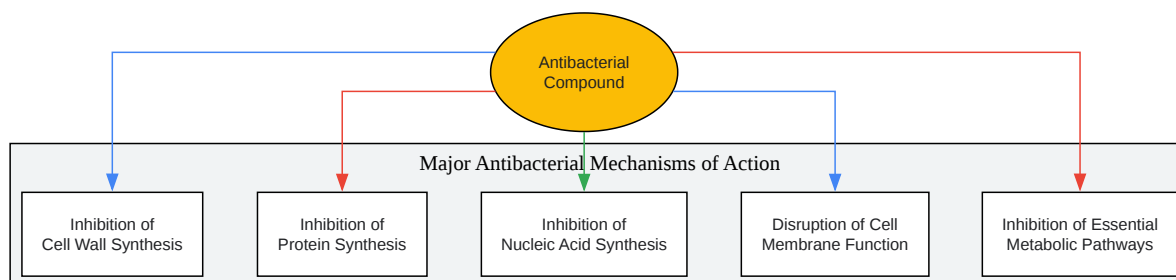 Antibacterial
Compound
Major Antibacterial Mechanisms of Action
Inhibition of
Cell Wall Synthesis
Inhibition of
Protein Synthesis
Inhibition of
Nucleic Acid Synthesis
Disruption of Cell
Membrane Function
Inhibition of Essential
Metabolic Pathways